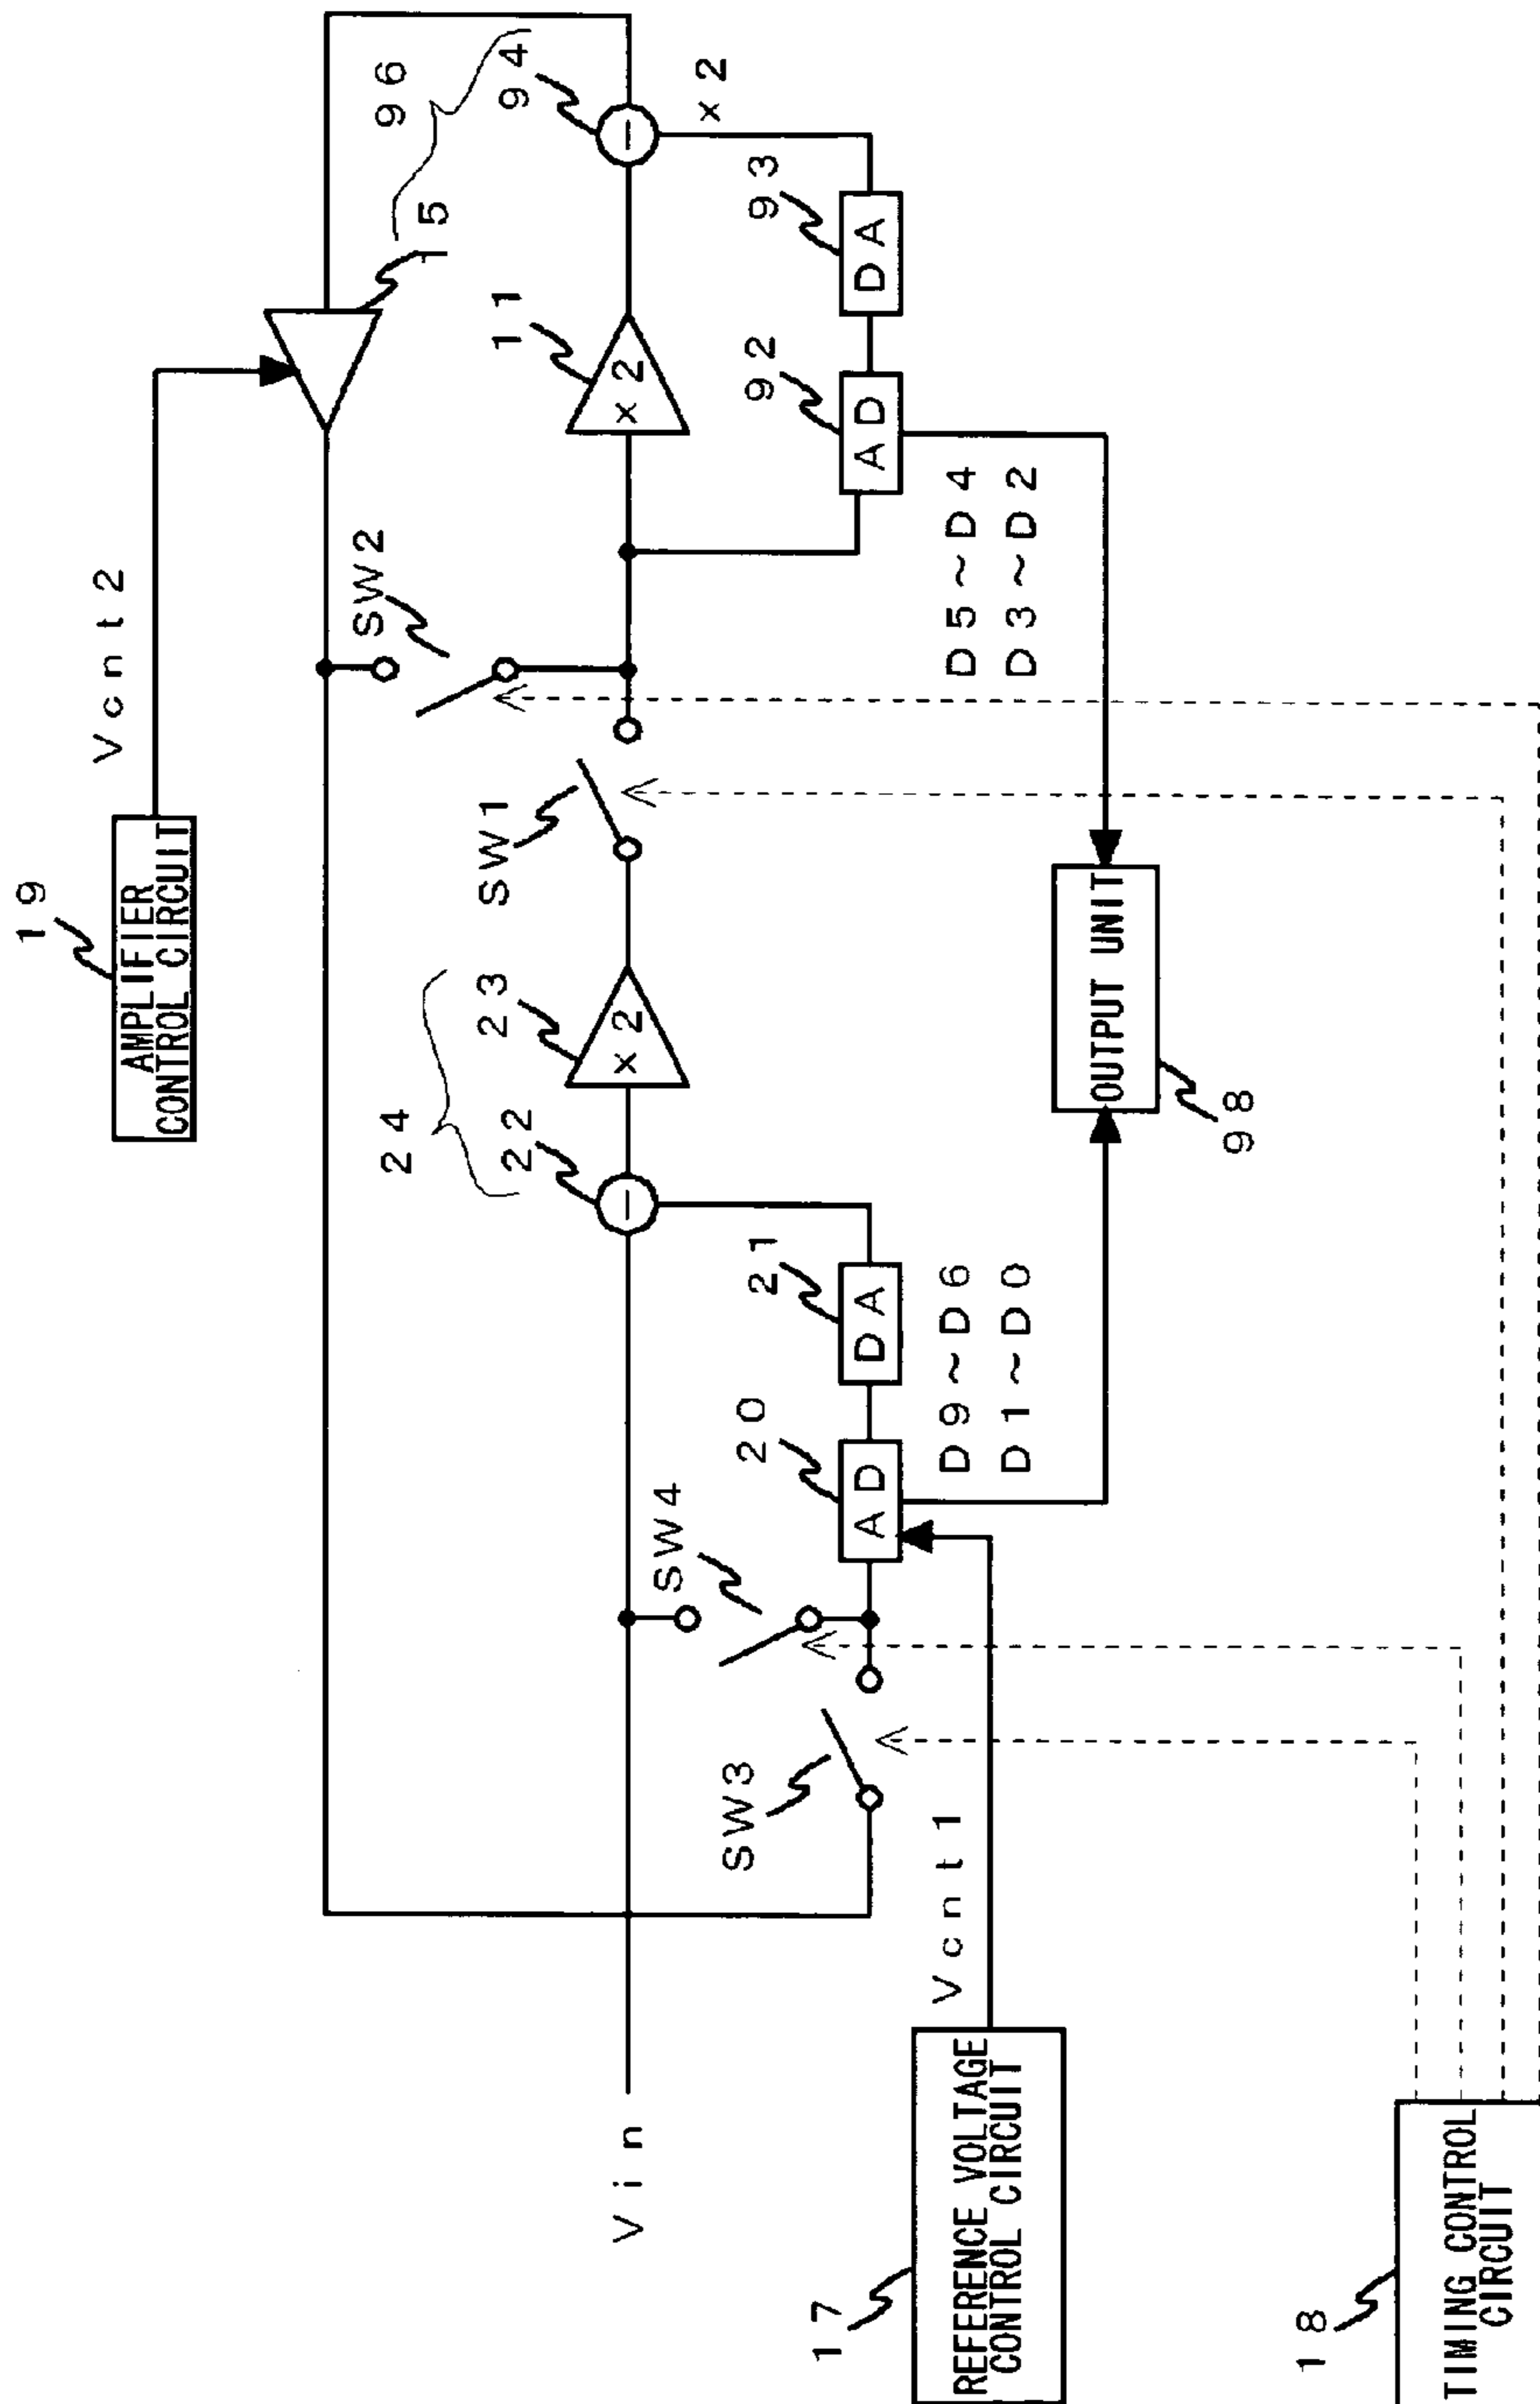 19
AMPLIFIER
CONTROL CIRCUIT
Vcnt2
15
96
SW2
24
22
23
×2
SW1
11
×2
94
×2
Vin
SW3
SW4
20
AD
21
DA
92
AD
93
DA
D9~D6
D1~D0
D5~D4
D3~D2
17
REFERENCE VOLTAGE
CONTROL CIRCUIT
Vcnt1
OUTPUT UNIT
98
18
TIMING CONTROL
CIRCUIT